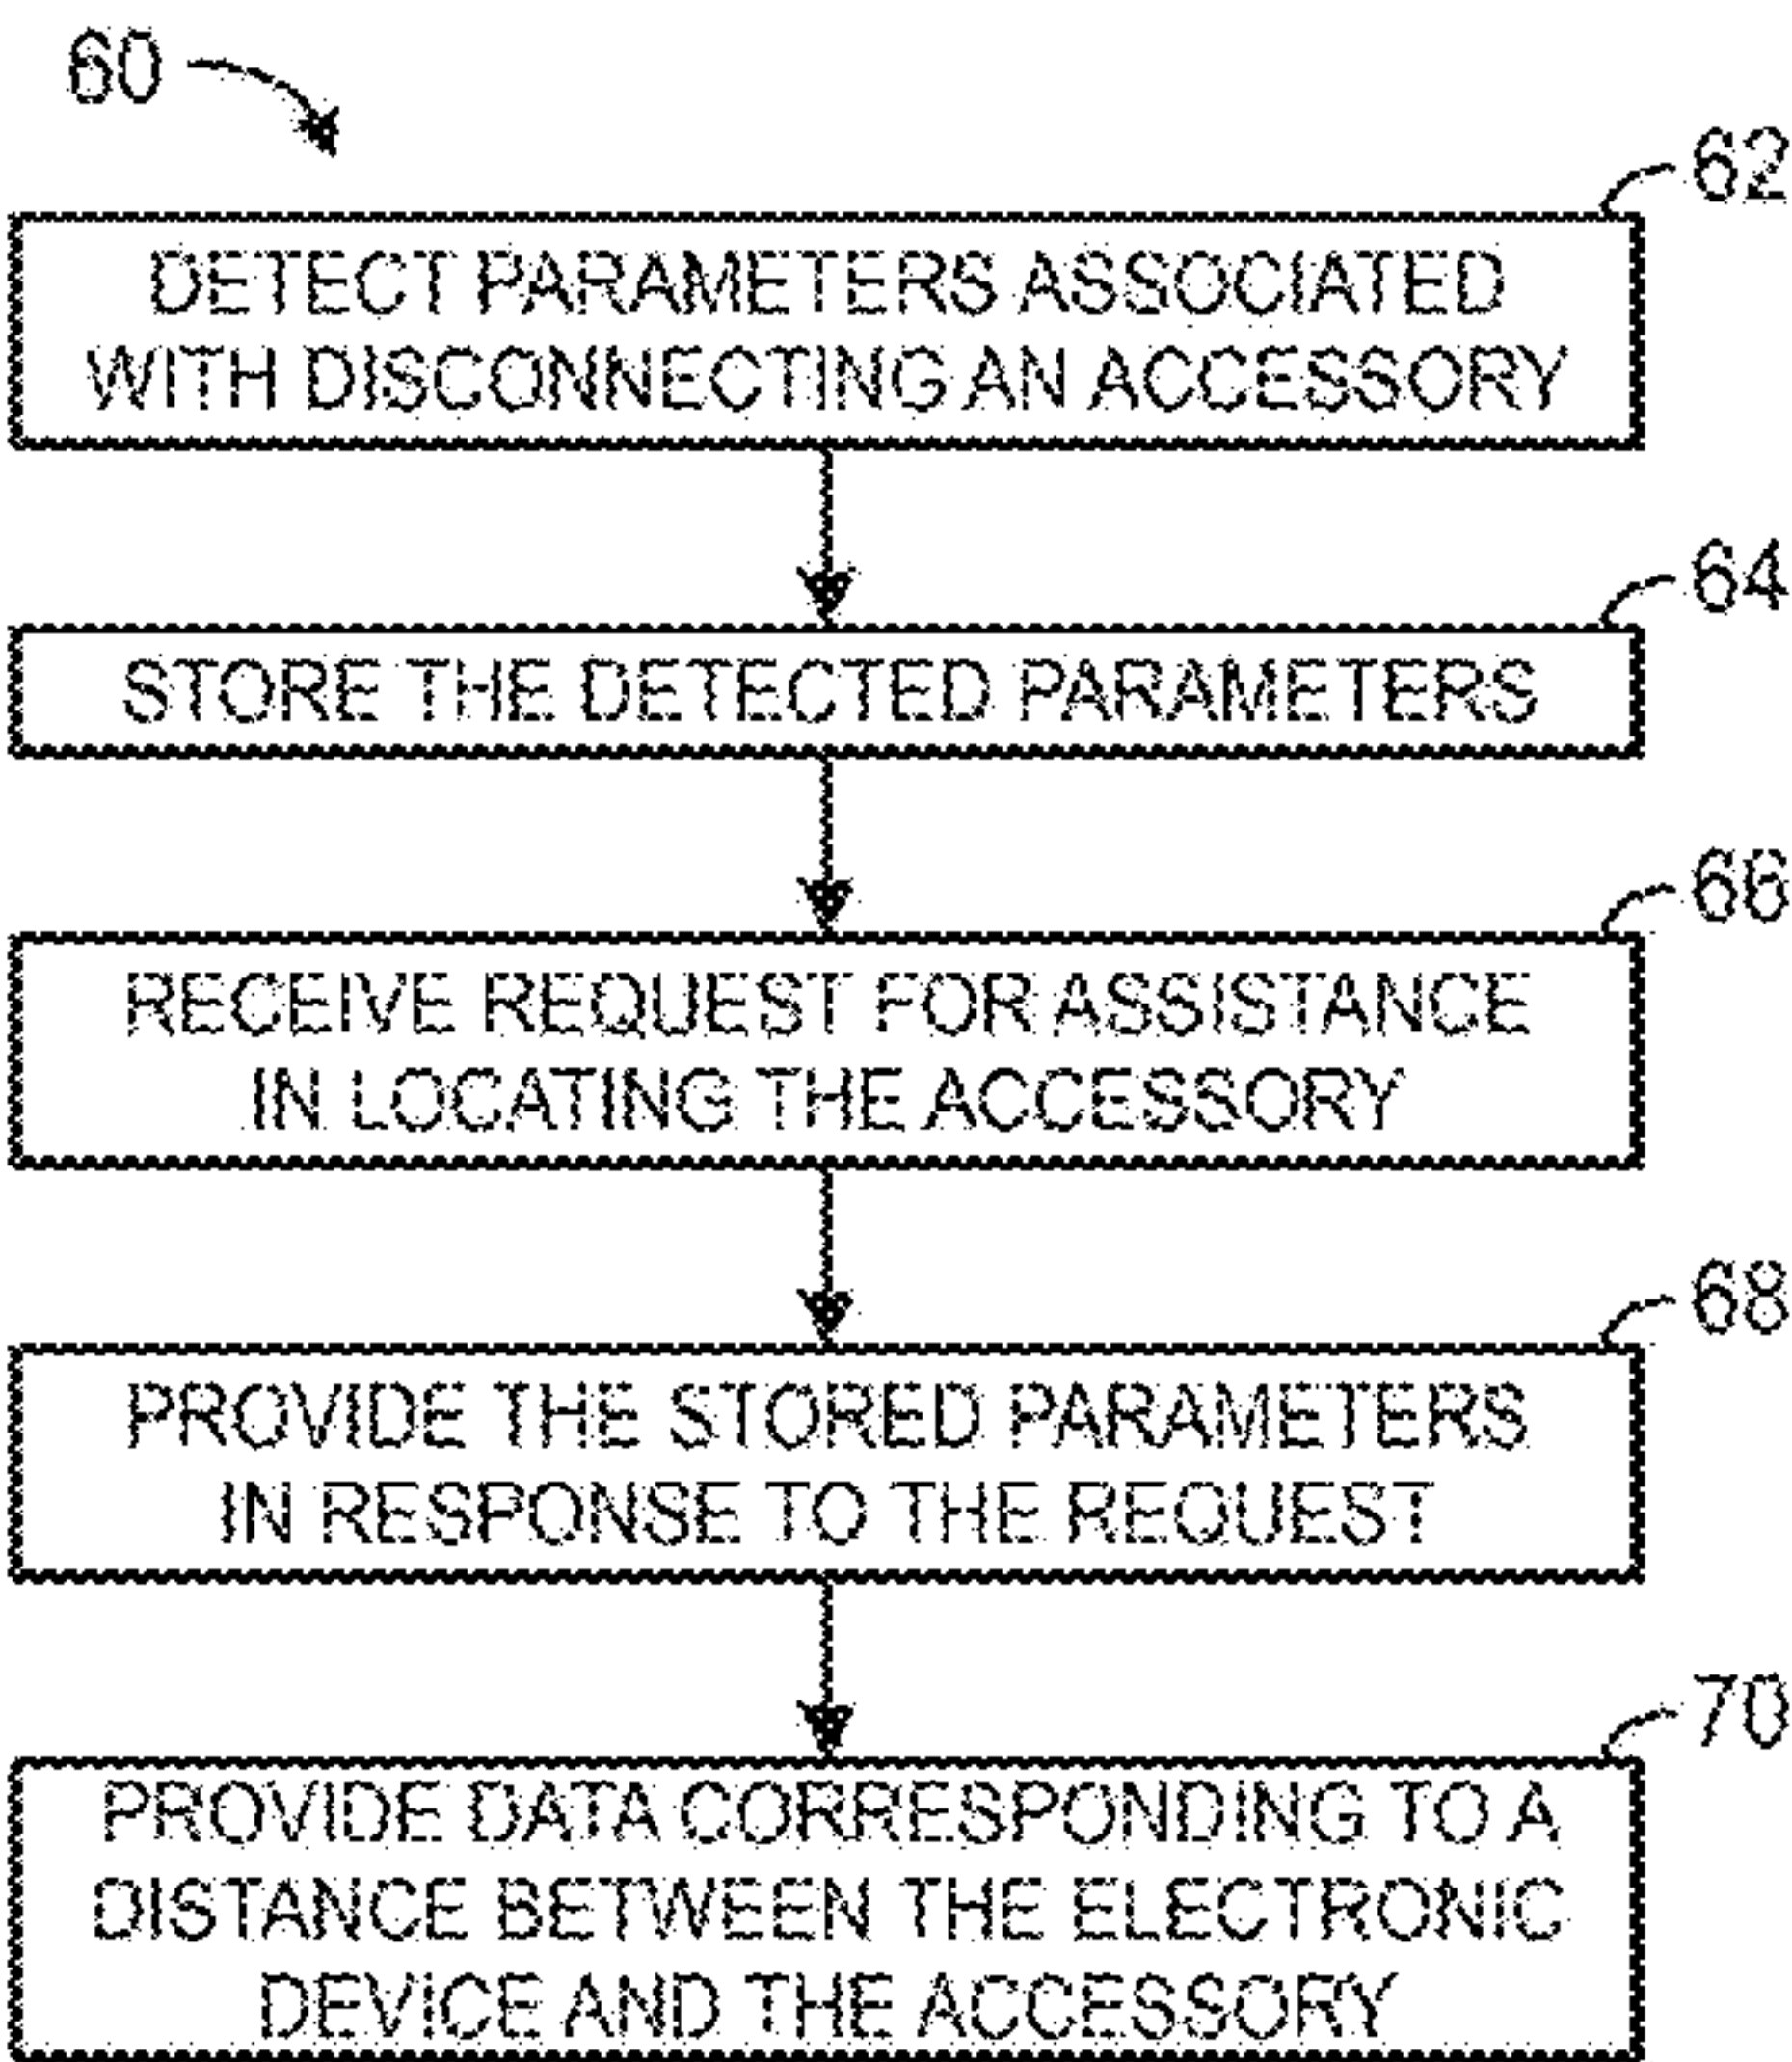 60
62
DETECT PARAMETERS ASSOCIATED
WITH DISCONNECTING AN ACCESSORY
64
STORE THE DETECTED PARAMETERS
66
RECEIVE REQUEST FOR ASSISTANCE
IN LOCATING THE ACCESSORY
68
PROVIDE THE STORED PARAMETERS
IN RESPONSE TO THE REQUEST
70
PROVIDE DATA CORRESPONDING TO A
DISTANCE BETWEEN THE ELECTRONIC
DEVICE AND THE ACCESSORY